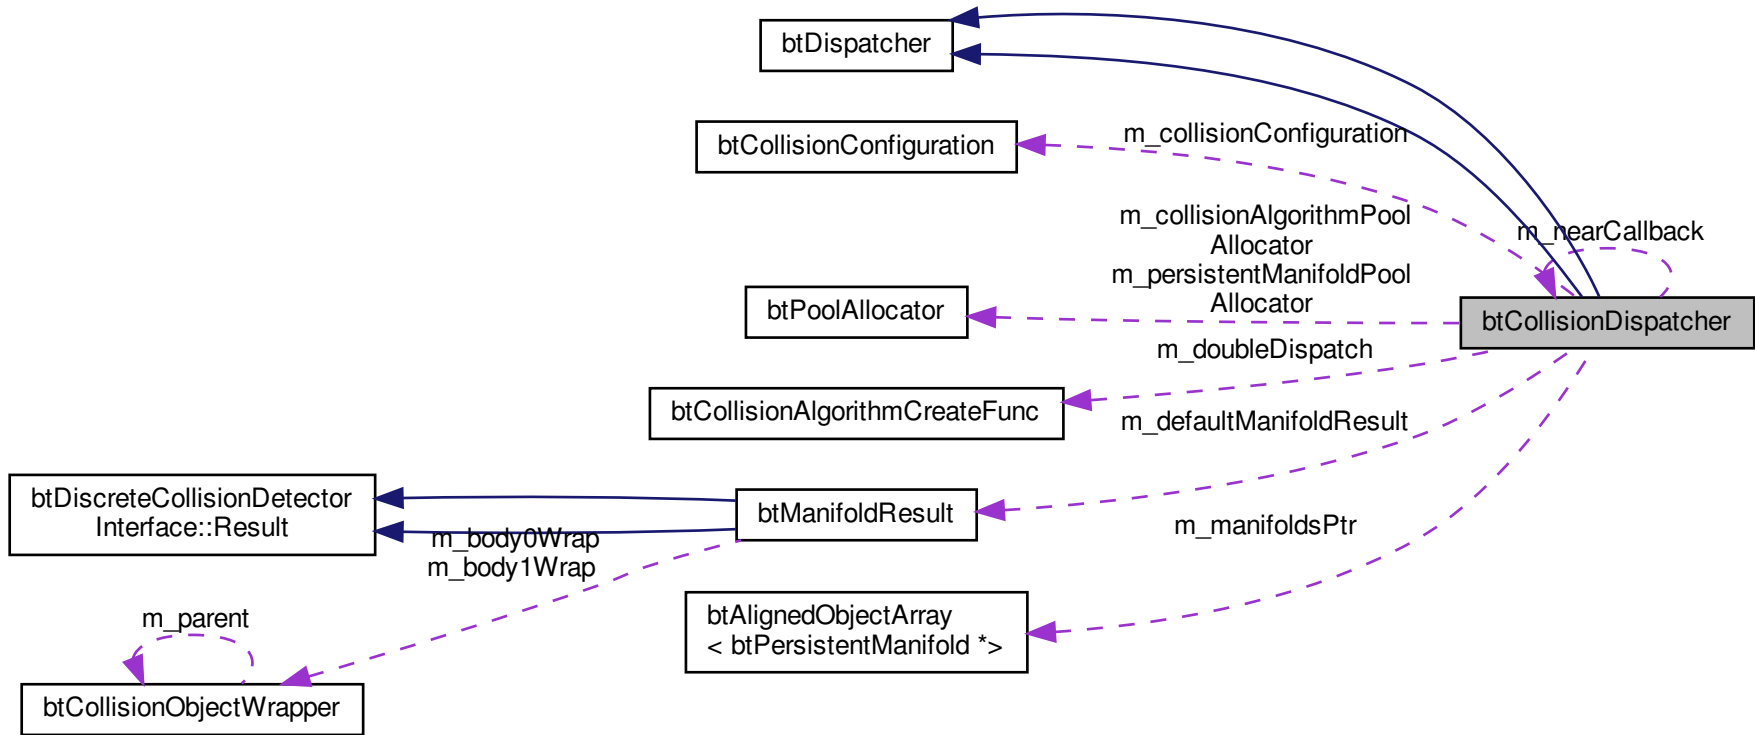 btDispatcher
m_collisionConfiguration
btCollisionConfiguration
m_collisionAlgorithmPool
Allocator
m_persistentManifoldPool
Allocator
m_nearCallback
btPoolAllocator
btCollisionDispatcher
m_doubleDispatch
btCollisionAlgorithmCreateFunc
m_defaultManifoldResult
btDiscreteCollisionDetector
Interface::Result
btManifoldResult
m_manifoldsPtr
m_body0Wrap
m_body1Wrap
btAlignedObjectArray
< btPersistentManifold *>
m_parent
btCollisionObjectWrapper